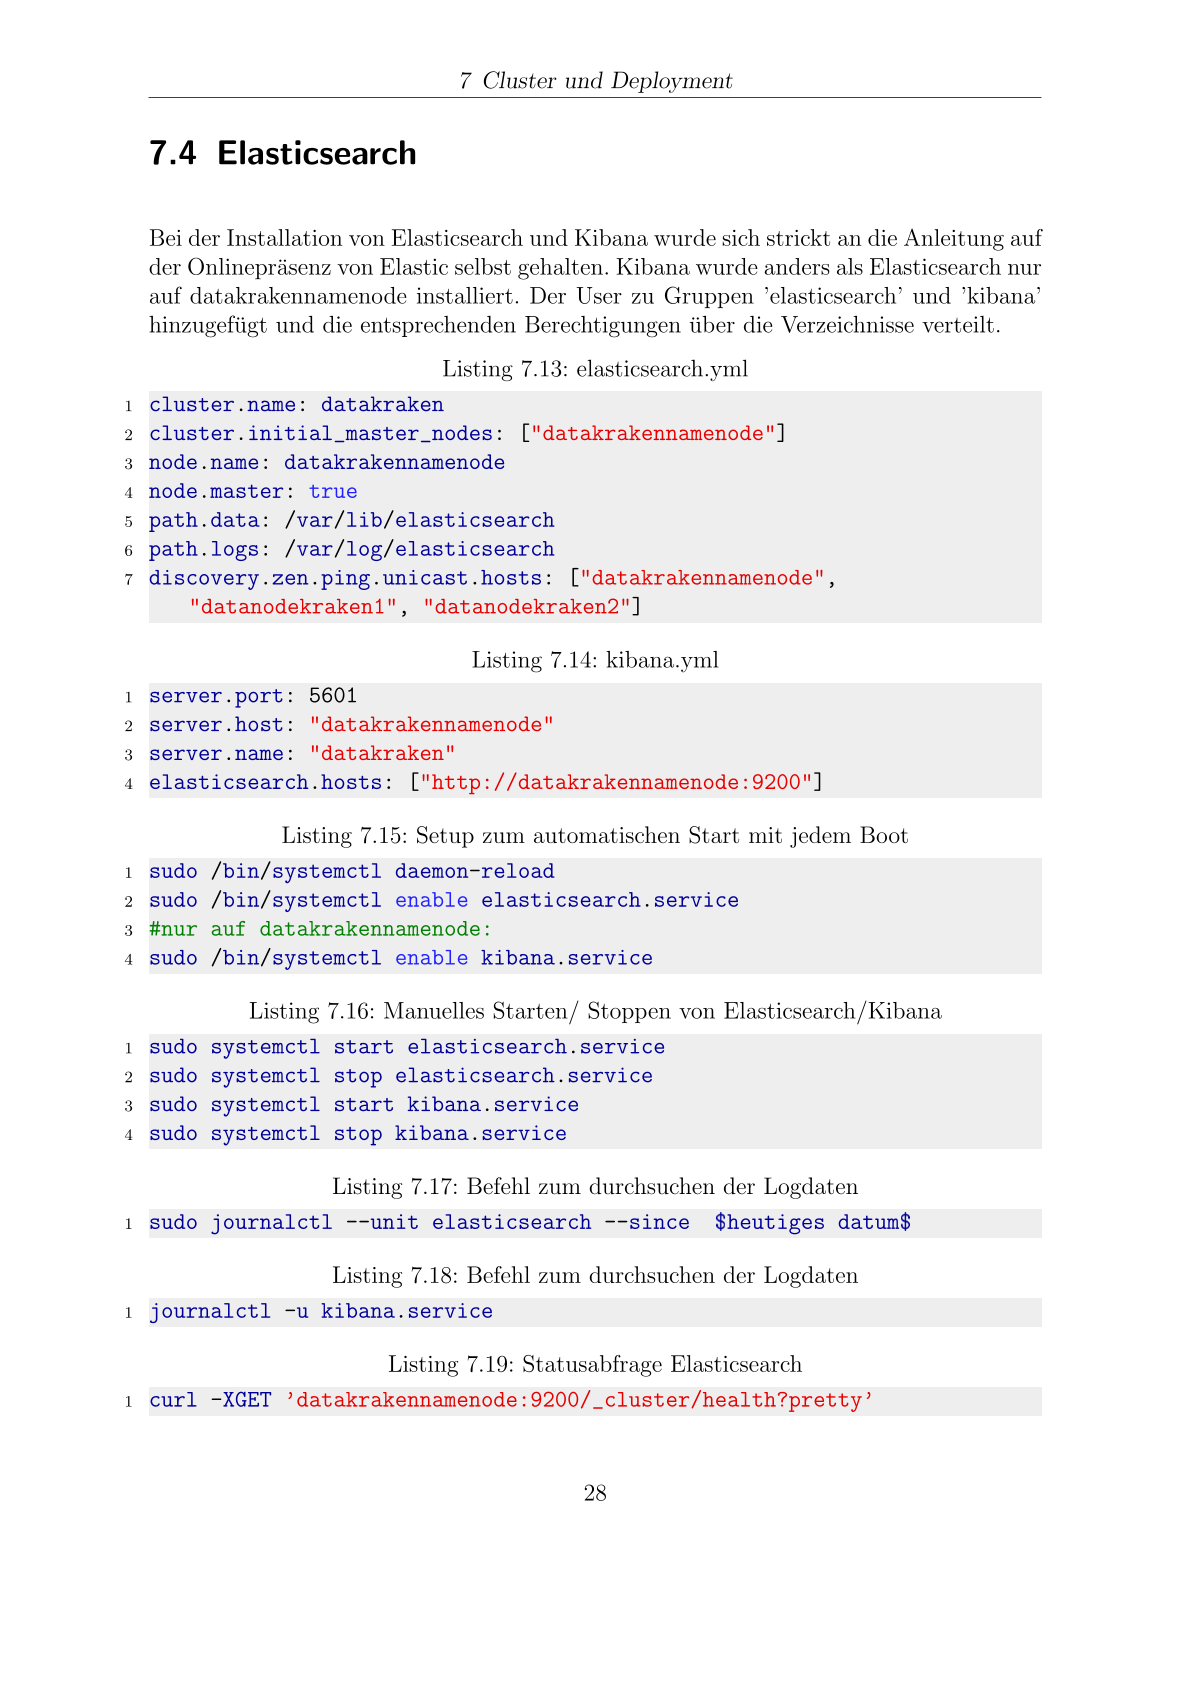 7 Cluster und Deployment
7.4 Elasticsearch
Bei der Installation von Elasticsearch und Kibana wurde sich strickt an die Anleitung auf
der Onlinepräsenz von Elastic selbst gehalten. Kibana wurde anders als Elasticsearch nur
auf datakrakennamenode installiert. Der User zu Gruppen ’elasticsearch’ und ’kibana’
hinzugefügt und die entsprechenden Berechtigungen über die Verzeichnisse verteilt.
Listing 7.13: elasticsearch.yml
1 cluster.name: datakraken
2 cluster.initial_master_nodes: ["datakrakennamenode"]
3 node.name: datakrakennamenode
4 node.master: true
5 path.data: /var/lib/elasticsearch
6 path.logs: /var/log/elasticsearch
7 discovery.zen.ping.unicast.hosts: ["datakrakennamenode",
"datanodekraken1", "datanodekraken2"]
Listing 7.14: kibana.yml
1 server.port: 5601
2 server.host: "datakrakennamenode"
3 server.name: "datakraken"
4 elasticsearch.hosts: ["http://datakrakennamenode:9200"]
Listing 7.15: Setup zum automatischen Start mit jedem Boot
1 sudo /bin/systemctl daemon-reload
2 sudo /bin/systemctl enable elasticsearch.service
3 #nur auf datakrakennamenode:
4 sudo /bin/systemctl enable kibana.service
Listing 7.16: Manuelles Starten/ Stoppen von Elasticsearch/Kibana
1 sudo systemctl start elasticsearch.service
2 sudo systemctl stop elasticsearch.service
3 sudo systemctl start kibana.service
4 sudo systemctl stop kibana.service
Listing 7.17: Befehl zum durchsuchen der Logdaten
1 sudo journalctl --unit elasticsearch --since  $heutiges datum$
Listing 7.18: Befehl zum durchsuchen der Logdaten
1 journalctl -u kibana.service
Listing 7.19: Statusabfrage Elasticsearch
1 curl -XGET ’datakrakennamenode:9200/_cluster/health?pretty’
28